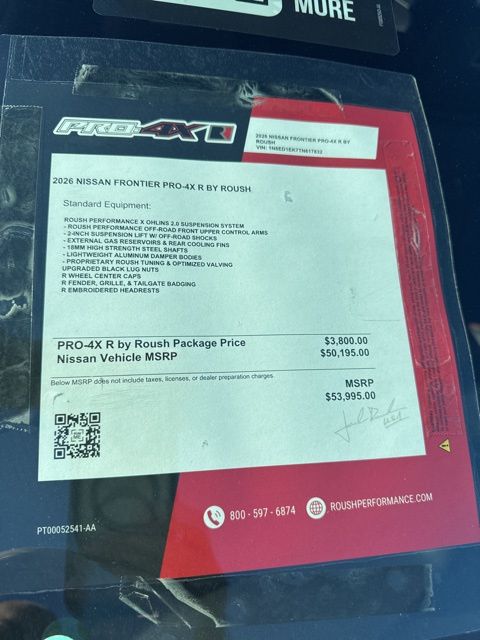 MORE
PRO-4X R
2026 NISSAN FRONTIER PRO-4X R BY
ROUSH
2026 NISSAN FRONTIER PRO-4X R BY ROUSH
Standard Equipment:
ROUSH PERFORMANCE X OHLINS 2.0 SUSPENSION SYSTEM
- ROUSH PERFORMANCE OFF-ROAD FRONT UPPER CONTROL ARMS
- 2-INCH SUSPENSION LIFT W/ OFF-ROAD SHOCKS
- EXTERNAL GAS RESERVOIRS & REAR COOLING FINS
- 18MM HIGH STRENGTH STEEL SHAFTS
- LIGHTWEIGHT ALUMINUM DAMPER BODIES
- PROPRIETARY ROUSH TUNING & OPTIMIZED VALVING
UPGRADED BLACK LUG NUTS
R WHEEL CENTER CAPS
R FENDER, GRILLE, & TAILGATE BADGING
R EMBROIDERED HEADRESTS
PRO-4X R by Roush Package Price $3,800.00
Nissan Vehicle MSRP $50,195.00
Below MSRP does not include taxes, licenses, or dealer preparation charges.
MSRP
$53,995.00
800 - 597 - 6874
ROUSHPERFORMANCE.COM
PT00052541-AA